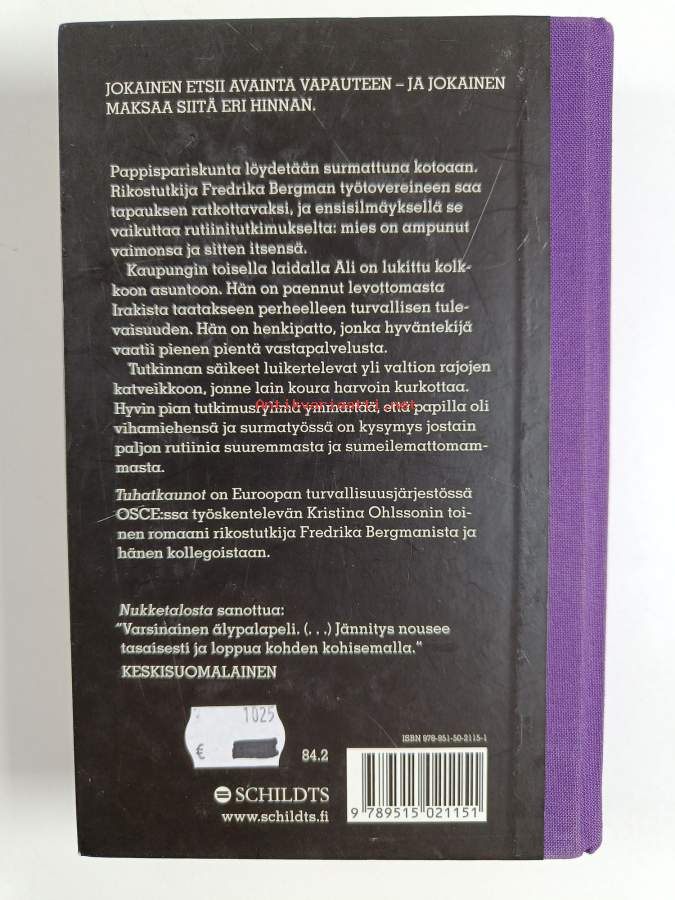 JOKAINEN ETSII AVAINTA VAPAUTEEN – JA JOKAINEN
MAKSAA SIITÄ ERI HINNAN.
Pappispariskunta löydetään surmattuna kotoaan.
Rikostutkija Fredrika Bergman työtovereineen saa
tapauksen ratkottavaksi, ja ensisilmäyksellä se
vaikuttaa rutiinitutkimukselta: mies on ampunut
vaimonsa ja sitten itsensä.
Kaupungin toisella laidalla Ali on lukittu kolk-
koon asuntoon. Hän on paennut levottomasta
Irakista taatakseen perheelleen turvallisen tule-
vaisuuden. Hän on henkipatto, jonka hyväntekijä
vaatii pienen pientä vastapalvelusta.
Tutkinnan säikeet luikertelevat yli valtion rajojen
katveikkoon, jonne lain koura harvoin kurkottaa.
Antikvariaatti.net
Hyvin pian tutkimusryhmä ymmärtää, että papilla oli
vihamiehensä ja surmatyössä on kysymys jostain
paljon rutiinia suuremmasta ja sumeilemattomam-
masta.
Tuhatkaunot on Euroopan turvallisuusjärjestössä
OSCE:ssa työskentelevän Kristina Ohlssonin toi-
nen romaani rikostutkija Fredrika Bergmanista ja
hänen kollegoistaan.
Nukketalosta sanottua:
"Varsinainen älypalapeli. (. . .) Jännitys nousee
tasaisesti ja loppua kohden kohisemalla."
KESKISUOMALAINEN
1025
€
84.2
ISBN 978-951-50-2115-1
9 789515 021151
SCHILDTS
www.schildts.fi